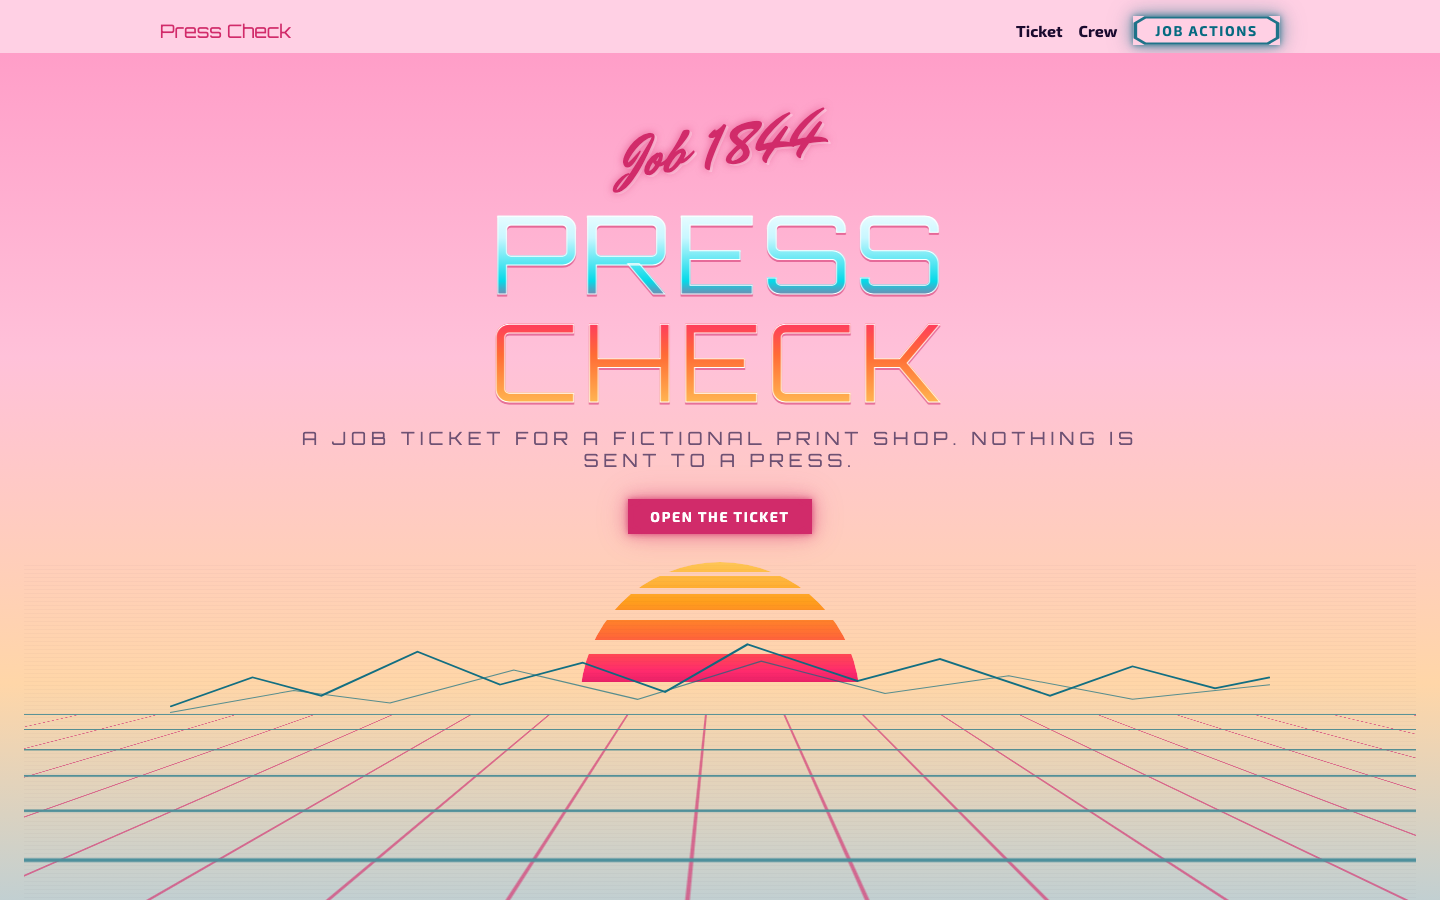 Press Check
Ticket Crew JOB ACTIONS
Job 1844
PRESS
CHECK
A JOB TICKET FOR A FICTIONAL PRINT SHOP. NOTHING IS
SENT TO A PRESS.
OPEN THE TICKET